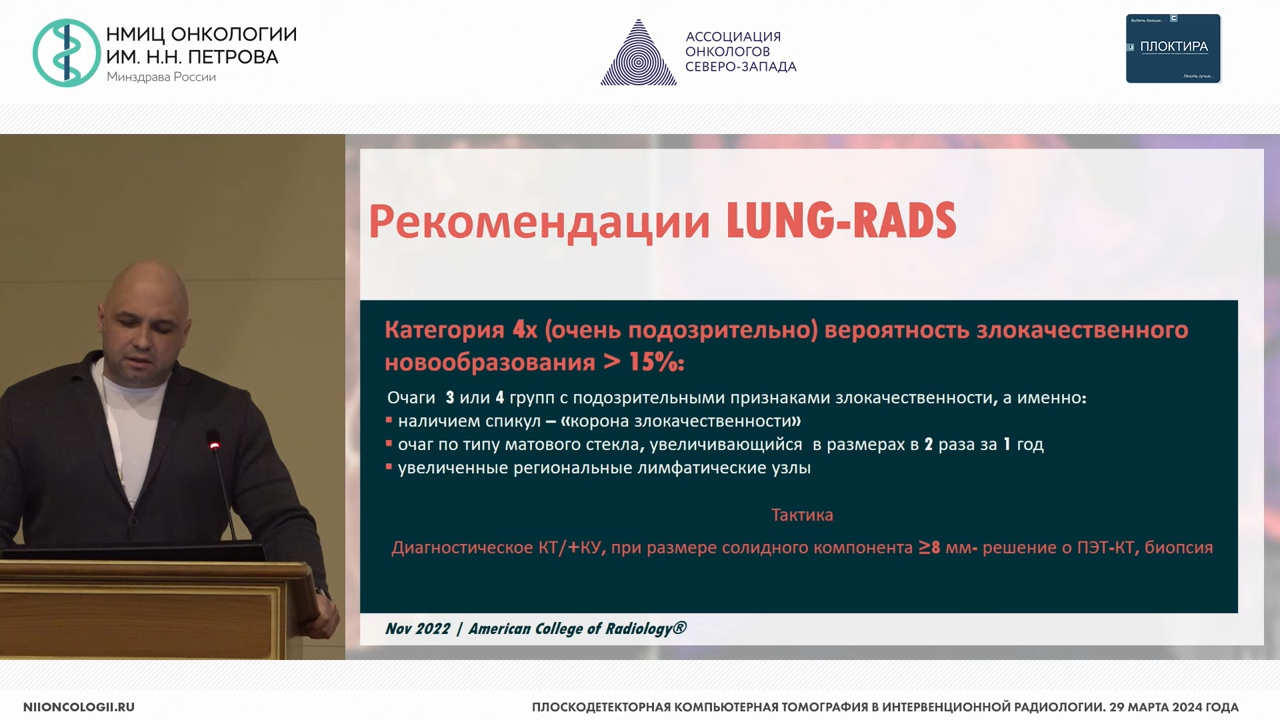 НМИЦ ОНКОЛОГИИ
ИМ. Н.Н. ПЕТРОВА
Минздрава России
АССОЦИАЦИЯ
ОНКОЛОГОВ
СЕВЕРО-ЗАПАДА
ПЛОКТИРА
Рекомендации LUNG-RADS
Категория 4х (очень подозрительно) вероятность злокачественного
новообразования > 15%:
Очаги 3 или 4 групп с подозрительными признаками злокачественности, а именно:
▪ наличием спикул – «корона злокачественности»
▪ очаг по типу матового стекла, увеличивающийся в размерах в 2 раза за 1 год
▪ увеличенные региональные лимфатические узлы
Тактика
Диагностическое КТ/+КУ, при размере солидного компонента ≥8 мм- решение о ПЭТ-КТ, биопсия
Nov 2022 | American College of Radiology®
NIIONCOLOGII.RU
ПЛОСКОДЕТЕКТОРНАЯ КОМПЬЮТЕРНАЯ ТОМОГРАФИЯ В ИНТЕРВЕНЦИОННОЙ РАДИОЛОГИИ. 29 МАРТА 2024 ГОДА